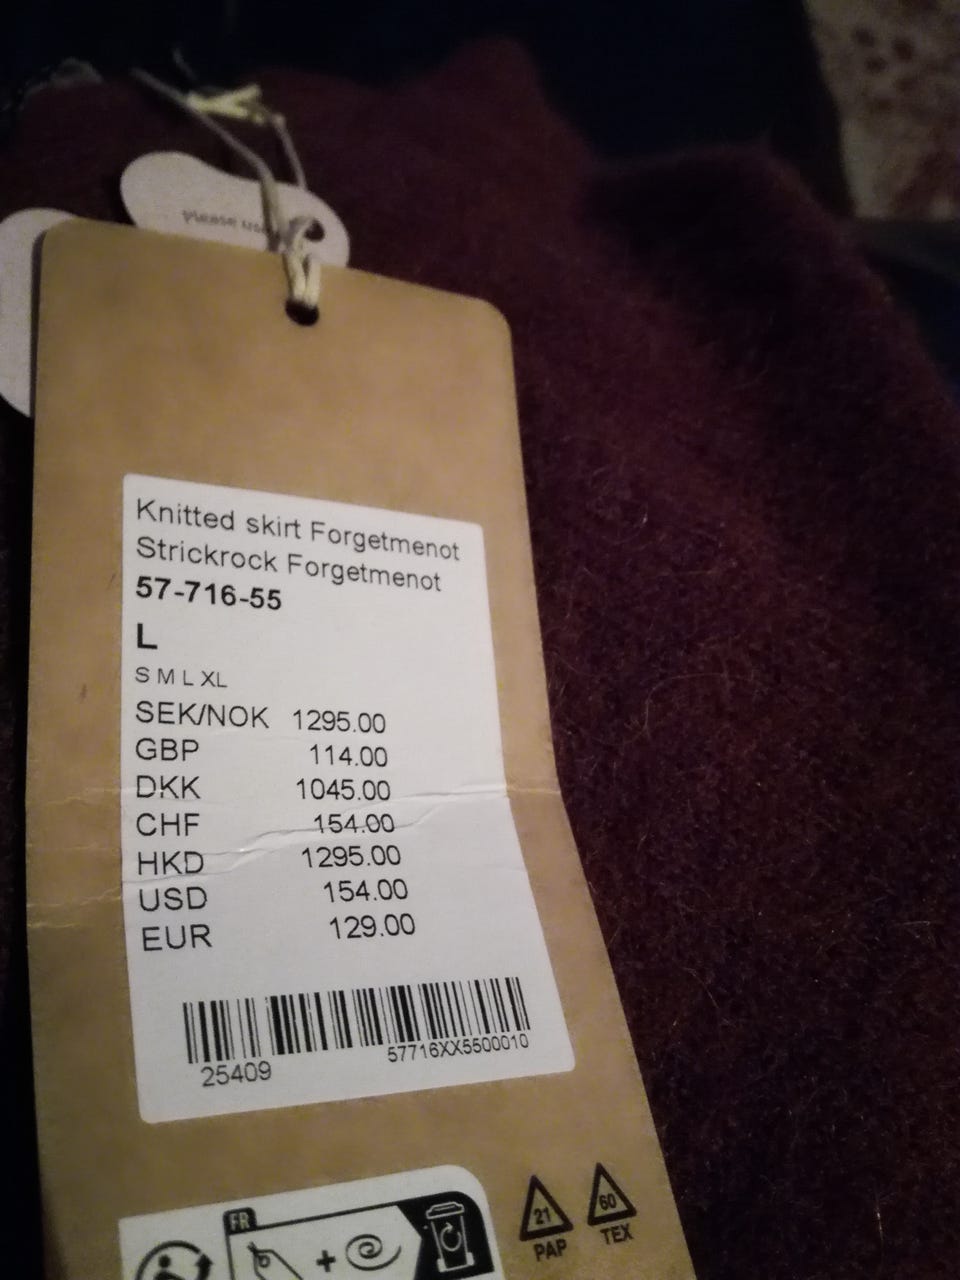 Please use
Knitted skirt Forgetmenot
Strickrock Forgetmenot
57-716-55
L
S M L XL
SEK/NOK 1295.00
GBP 114.00
DKK 1045.00
CHF 154.00
HKD 1295.00
USD 154.00
EUR 129.00
25409 57716XX5500010
FR
+
21
PAP
60
TEX